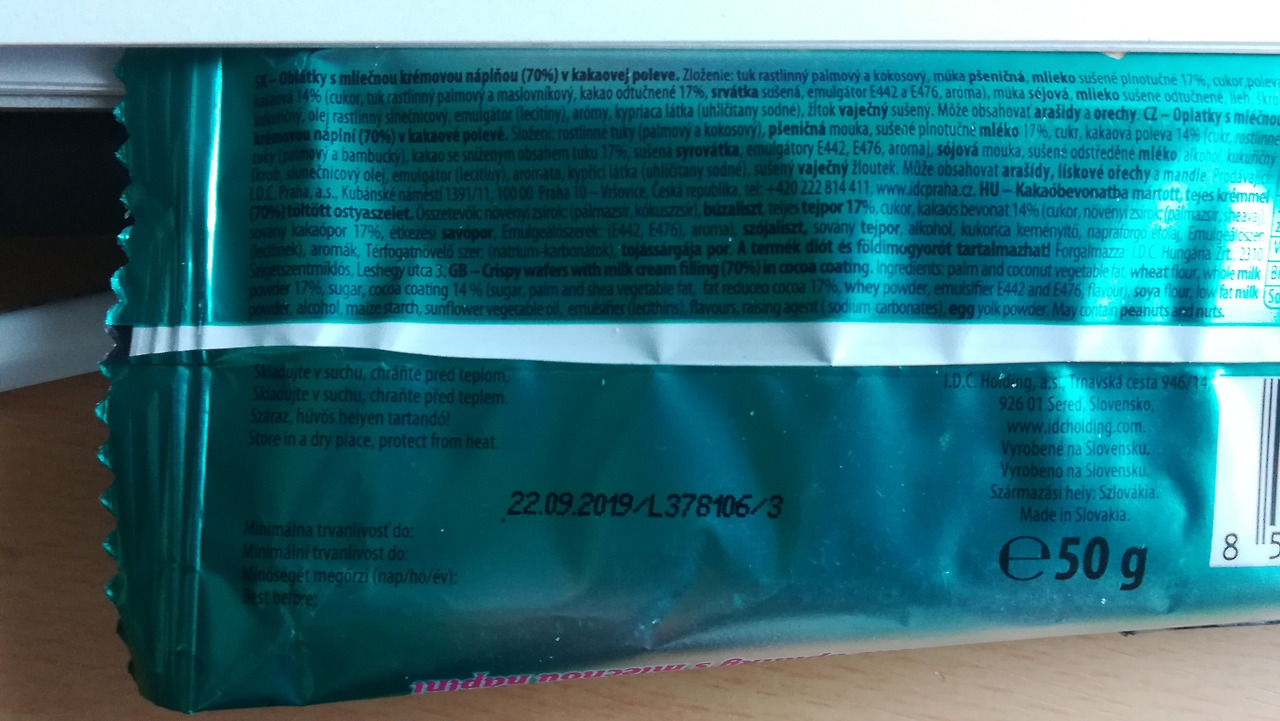 SK – Oblátky s mliečnou krémovou náplňou (70%) v kakaovej poleve. Zloženie: tuk rastlinný palmový a kokosový, múka pšeničná, mlieko sušené plnotučné 17%, cukor, poleva
kakaová 14% (cukor, tuk rastlinný palmový a maslovníkový, kakao odtučnené 17%, srvátka sušená, emulgátor E442 a E476, aróma), múka sójová, mlieko sušené odtučnené, lieh,
kukuričný, olej rastlinný slnečnicový, emulgátor (lecitíny), arómy, kypriaca látka (uhličitany sodné), žĺtok vaječný sušený. Môže obsahovať arašidy a orechy. CZ – Oplatky s mléčnou
krémovou náplní (70%) v kakaové polevě. Složení: rostlinné tuky (palmový a kokosový), pšeničná mouka, sušené plnotučné mléko 17%, cukr, kakaová poleva 14% (cukr, rostlinné
tuky (palmový a bambucký), kakao se sníženým obsahem tuku 17%, sušená syrovátka, emulgátory E442, E476, aroma), sójová mouka, sušené odstředěné mléko, alkohol, kukuřičný
škrob, slunečnicový olej, emulgátor (lecitiny), aromata, kypřicí látka (uhličitany sodné), sušený vaječný žloutek. Může obsahovat arašídy, lískové ořechy a mandle. Prodávající:
I.D.C. Praha, a.s., Kubánské náměstí 1391/11, 100 00 Praha 10 – Vršovice, Česká republika, tel: +420 222 814 411, www.idcpraha.cz. HU – Kakaóbevonatba mártott, tejes krémmel
(70%) töltött ostyaszelet. Összetevők: növényi zsírok: (pálmazsír, kókuszzsír), búzaliszt, teljes tejpor 17%, cukor, kakaós bevonat 14% (cukor, növényi zsírok: (pálmazsír, sheavaj),
sovány kakaópor 17%, étkezési savópor, Emulgeálószerek: (E442, E476), aroma), szójaliszt, sovány tejpor, alkohol, kukorica keményítő, napraforgó étolaj, Emulgeálószer:
(lecitinek), aromák, Térfogatnövelő szer: (nátrium-karbonátok), tojássárgája por. A termék diót és földimogyorót tartalmazhat! Forgalmazza: I.D.C. Hungária Zrt., 2310
Szigetszentmiklós, Leshegy utca 3. GB – Crispy wafers with milk cream filling (70%) in cocoa coating. Ingredients: palm and coconut vegetable fat, wheat flour, whole milk
powder 17%, sugar, cocoa coating 14 % (sugar, palm and shea vegetable fat, fat reduced cocoa 17%, whey powder, emulsifier E442 and E476, flavour), soya flour, low fat milk
powder, alcohol, maize starch, sunflower vegetable oil, emulsifier (lecithins), flavours, raising agent (sodium carbonates), egg yolk powder. May contain peanuts and nuts.
Skladujte v suchu, chráňte pred teplom.
Skladujte v suchu, chraňte před teplem.
Száraz, hűvös helyen tartandó!
Store in a dry place, protect from heat.
I.D.C. Holding, a.s., Trnavská cesta 946/14,
926 01 Sereď, Slovensko,
www.idcholding.com.
Vyrobené na Slovensku.
Vyrobeno na Slovensku.
Származási hely: Szlovákia.
Made in Slovakia.
22.09.2019/L378106/3
Minimálna trvanlivosť do:
Minimální trvanlivost do:
Minőségét megőrzi (nap/hó/év):
Best before:
℮50 g
8 5
s mliečnou náplní